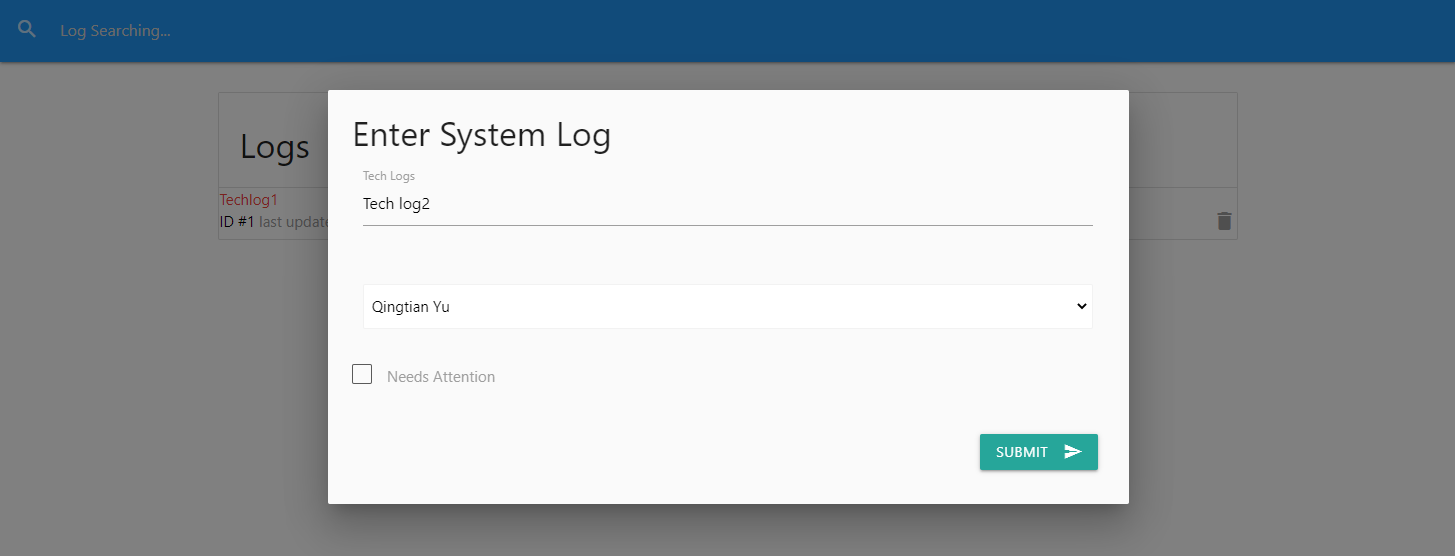 Log Searching...
Enter System Log
Tech Logs
Tech log2
Logs
Techlog1
ID #1 last update
Qingtian Yu
Needs Attention
SUBMIT